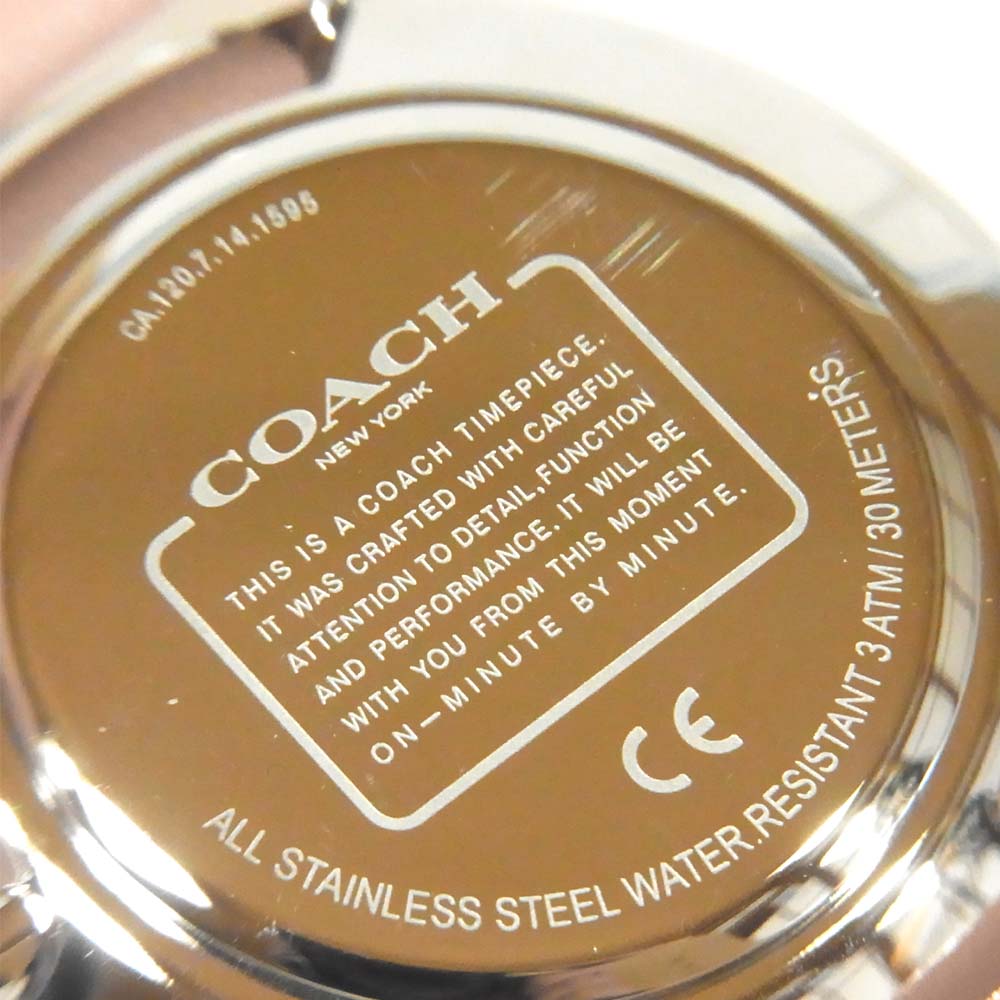 CA.120.7.14.1595
COACH
NEW YORK
THIS IS A COACH TIMEPIECE.
IT WAS CRAFTED WITH CAREFUL
ATTENTION TO DETAIL,FUNCTION
AND PERFORMANCE. IT WILL BE
WITH YOU FROM THIS MOMENT
ON—MINUTE BY MINUTE.
CE
ALL STAINLESS STEEL WATER.RESISTANT 3 ATM/30METERS